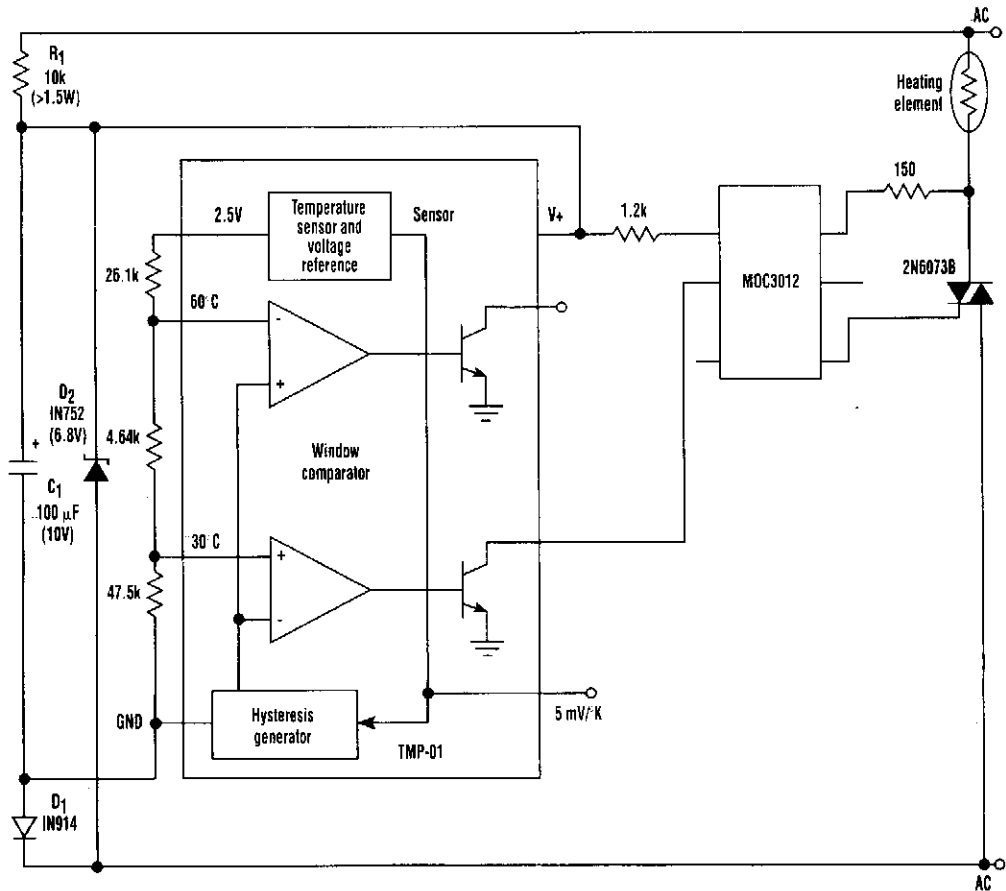 AC
R1
10k
(>1.5W)
Heating
element
2.5V
Temperature
sensor and
voltage
reference
Sensor
V+
1.2k
150
26.1k
MOC3012
2N6073B
60°C
-
+
D2
IN752
(6.8V)
4.64k
Window
comparator
+
C1
100 µF
(10V)
30°C
+
-
47.5k
GND
Hysteresis
generator
5 mV/°K
TMP-01
D1
IN914
AC